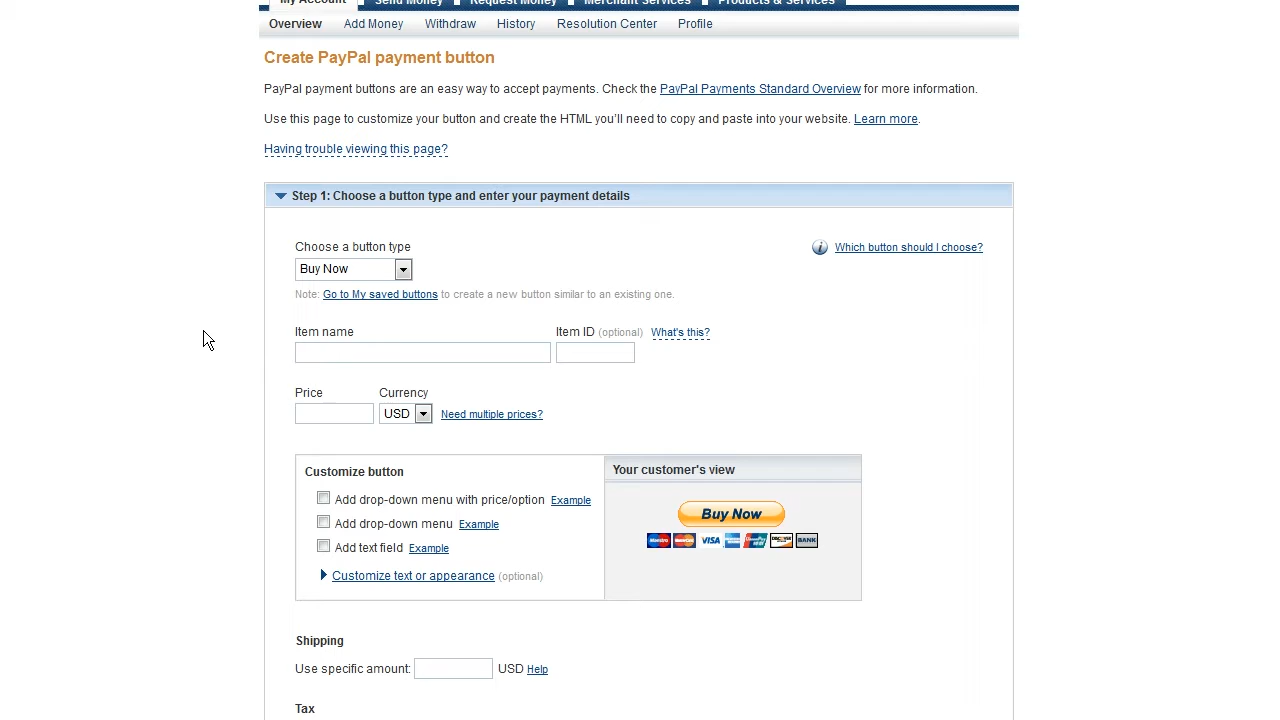 My Account Send Money Request Money Merchant Services Products & Services
Overview Add Money Withdraw History Resolution Center Profile
Create PayPal payment button
PayPal payment buttons are an easy way to accept payments. Check the PayPal Payments Standard Overview for more information.
Use this page to customize your button and create the HTML you'll need to copy and paste into your website. Learn more.
Having trouble viewing this page?
Step 1: Choose a button type and enter your payment details
Choose a button type
Which button should I choose?
Buy Now
Note: Go to My saved buttons to create a new button similar to an existing one.
Item name Item ID (optional) What's this?
Price Currency
USD Need multiple prices?
Customize button
Your customer's view
Add drop-down menu with price/option Example
Add drop-down menu Example
Add text field Example
Customize text or appearance (optional)
Buy Now
Maestro MasterCard VISA DISCOVER BANK
Shipping
Use specific amount: USD Help
Tax